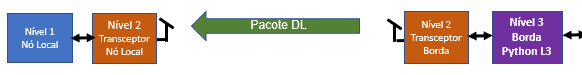 Nível 1
Nó Local
Nível 2
Transceptor
Nó Local
Pacote DL
Nível 2
Transceptor
Borda
Nível 3
Borda
Python L3